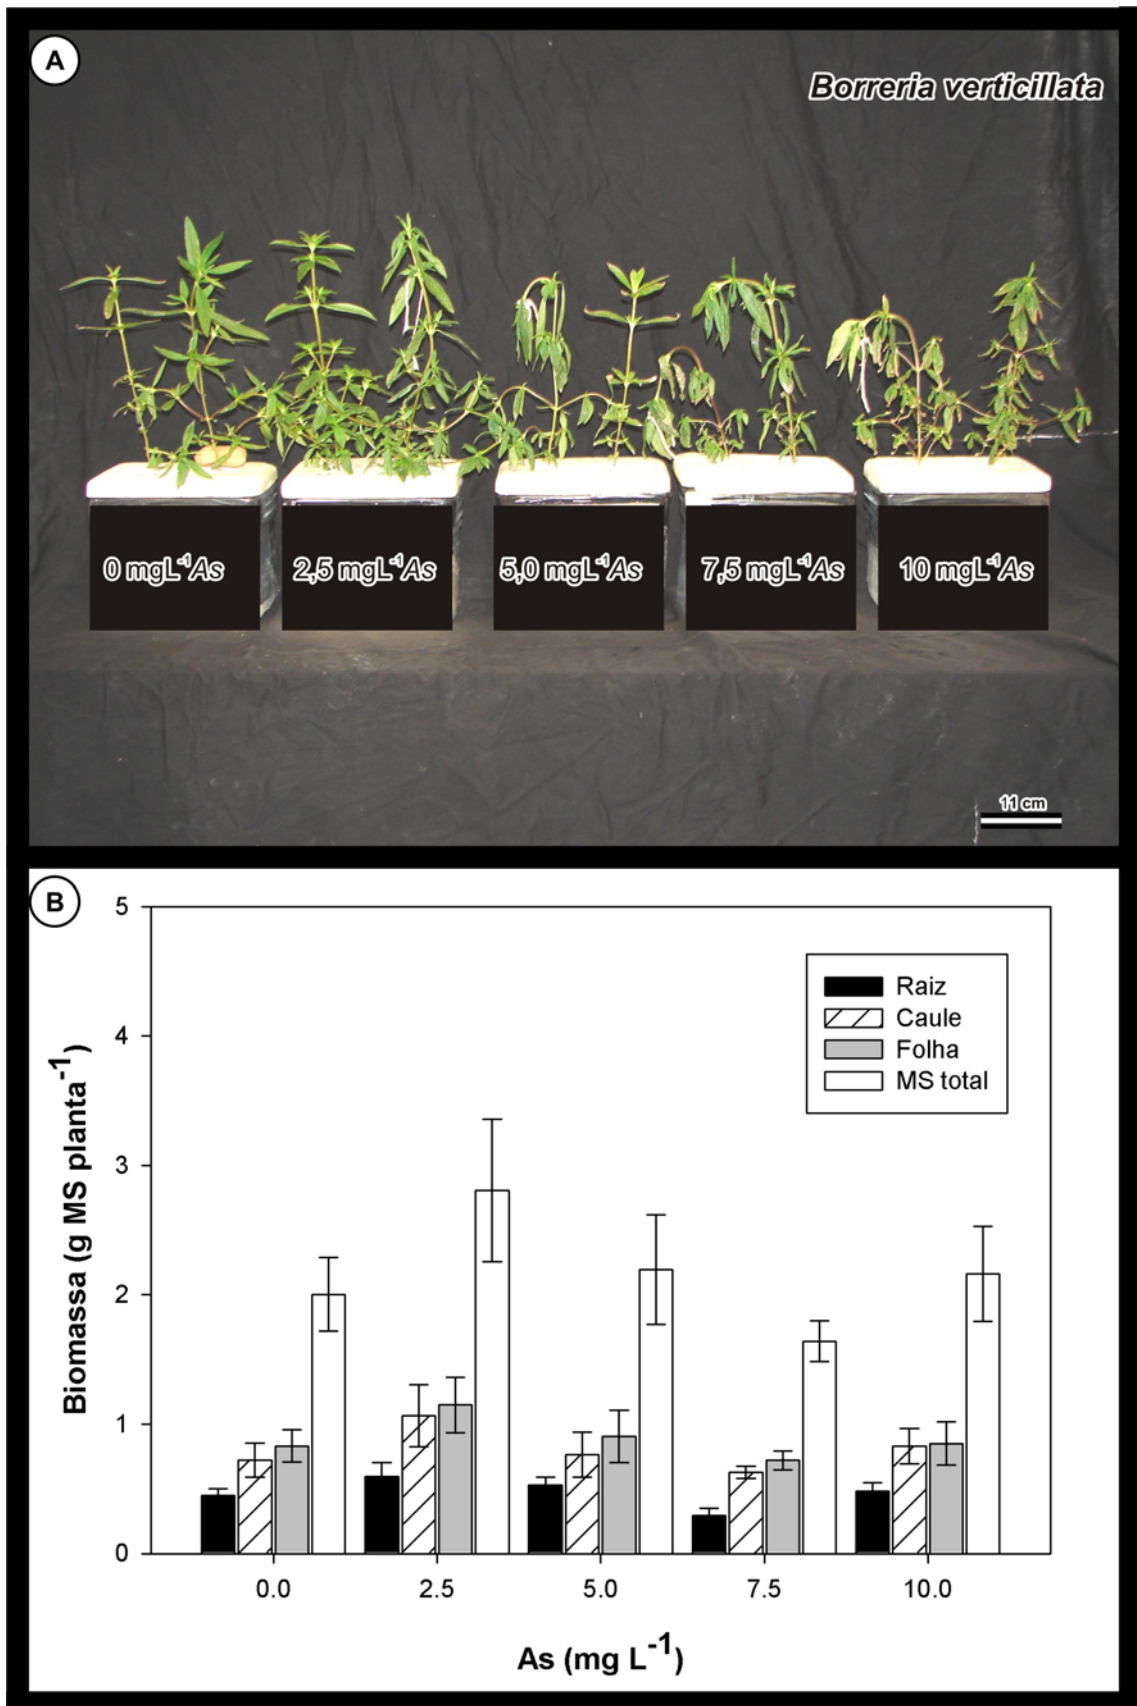 A
Borreria verticillata
0 mgL⁻¹As
2,5 mgL⁻¹As
5,0 mgL⁻¹As
7,5 mgL⁻¹As
10 mgL⁻¹As
11 cm
B
5
4
3
2
1
0
Biomassa (g MS planta⁻¹)
Raiz
Caule
Folha
MS total
0.0
2.5
5.0
7.5
10.0
As (mg L⁻¹)